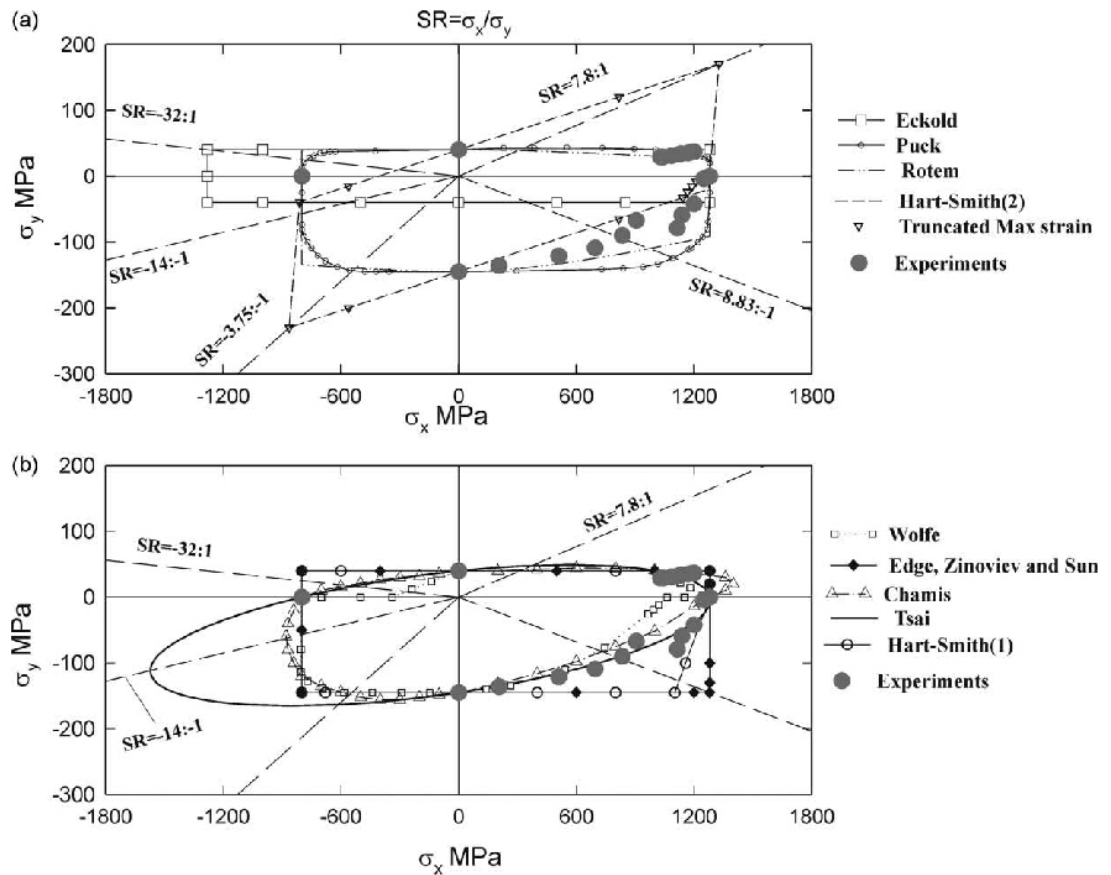 (a)
SR=σx/σy
200
100
0
-100
-200
-300
σy MPa
-1800
-1200
-600
0
600
1200
1800
σx MPa
SR=-32:1
SR=7.8:1
SR=-14:-1
SR=-3.75:-1
SR=8.83:-1
Eckold
Puck
Rotem
Hart-Smith(2)
Truncated Max strain
Experiments
(b)
200
100
0
-100
-200
-300
σy MPa
-1800
-1200
-600
0
600
1200
1800
σx MPa
SR=-32:1
SR=7.8:1
SR=-14:-1
Wolfe
Edge, Zinoviev and Sun
Chamis
Tsai
Hart-Smith(1)
Experiments